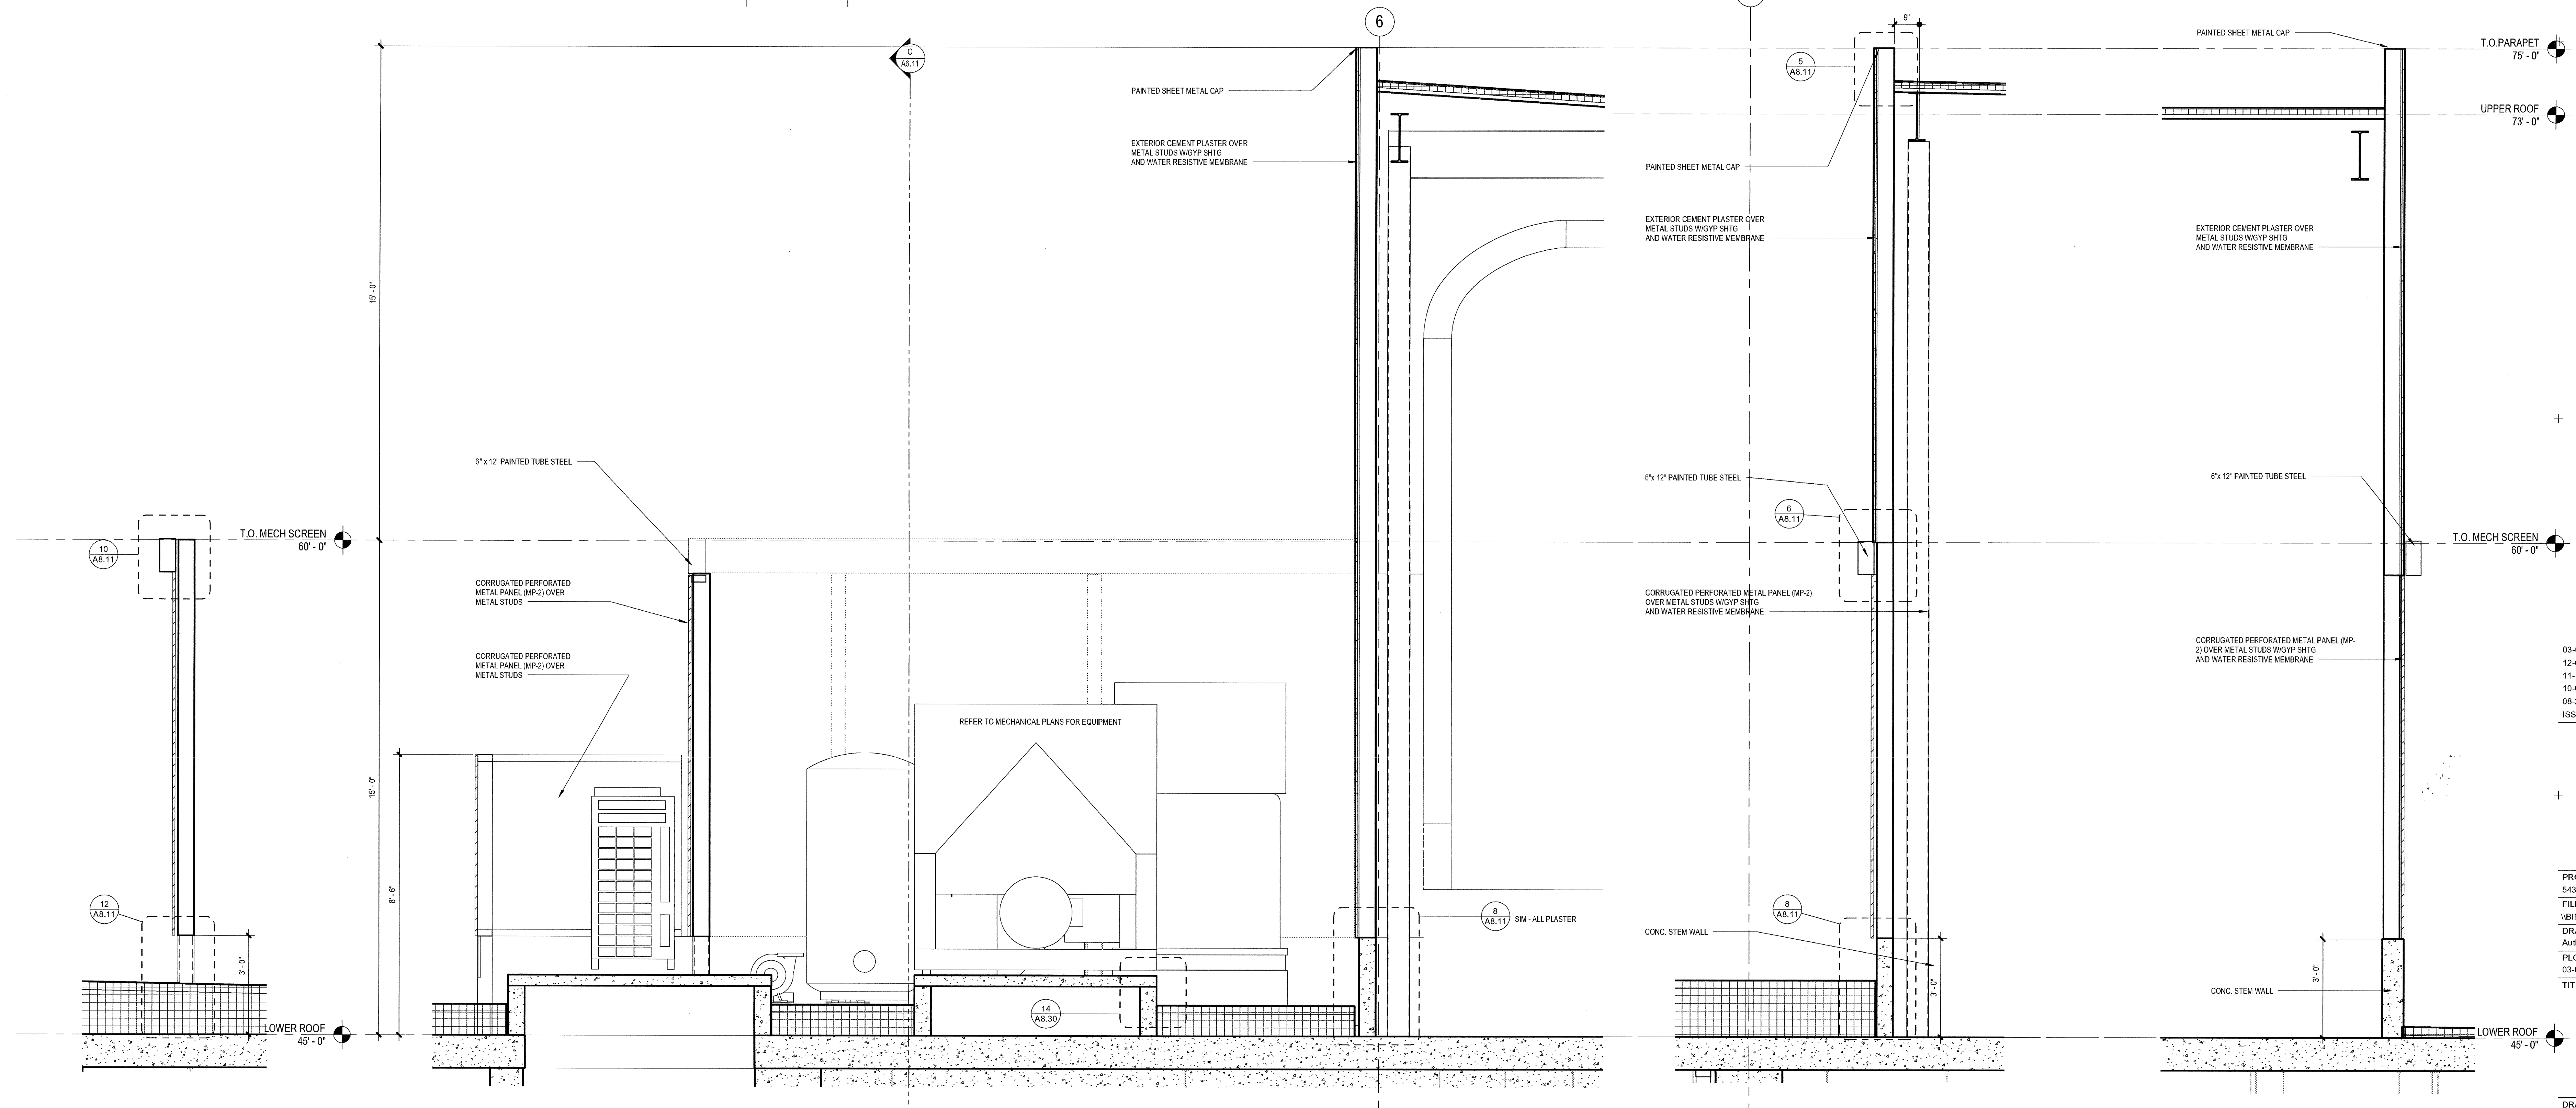 6
9"
C
A6.11
5
A8.11
PAINTED SHEET METAL CAP
T.O.PARAPET
75' - 0"
PAINTED SHEET METAL CAP
UPPER ROOF
73' - 0"
EXTERIOR CEMENT PLASTER OVER
METAL STUDS W/GYP SHTG
AND WATER RESISTIVE MEMBRANE
PAINTED SHEET METAL CAP
EXTERIOR CEMENT PLASTER OVER
METAL STUDS W/GYP SHTG
AND WATER RESISTIVE MEMBRANE
EXTERIOR CEMENT PLASTER OVER
METAL STUDS W/GYP SHTG
AND WATER RESISTIVE MEMBRANE
15' - 0"
6" x 12" PAINTED TUBE STEEL
6"x 12" PAINTED TUBE STEEL
6"x 12" PAINTED TUBE STEEL
6
A8.11
10
A8.11
T.O. MECH SCREEN
60' - 0"
T.O. MECH SCREEN
60' - 0"
CORRUGATED PERFORATED
METAL PANEL (MP-2) OVER
METAL STUDS
CORRUGATED PERFORATED METAL PANEL (MP-2)
OVER METAL STUDS W/GYP SHTG
AND WATER RESISTIVE MEMBRANE
CORRUGATED PERFORATED METAL PANEL (MP-
2) OVER METAL STUDS W/GYP SHTG
AND WATER RESISTIVE MEMBRANE
CORRUGATED PERFORATED
METAL PANEL (MP-2) OVER
METAL STUDS
REFER TO MECHANICAL PLANS FOR EQUIPMENT
15' - 0"
8' - 6"
12
A8.11
8
A8.11
SIM - ALL PLASTER
8
A8.11
CONC. STEM WALL
3' - 0"
3' - 0"
3' - 0"
CONC. STEM WALL
14
A8.30
LOWER ROOF
45' - 0"
LOWER ROOF
45' - 0"
ISS
PLO